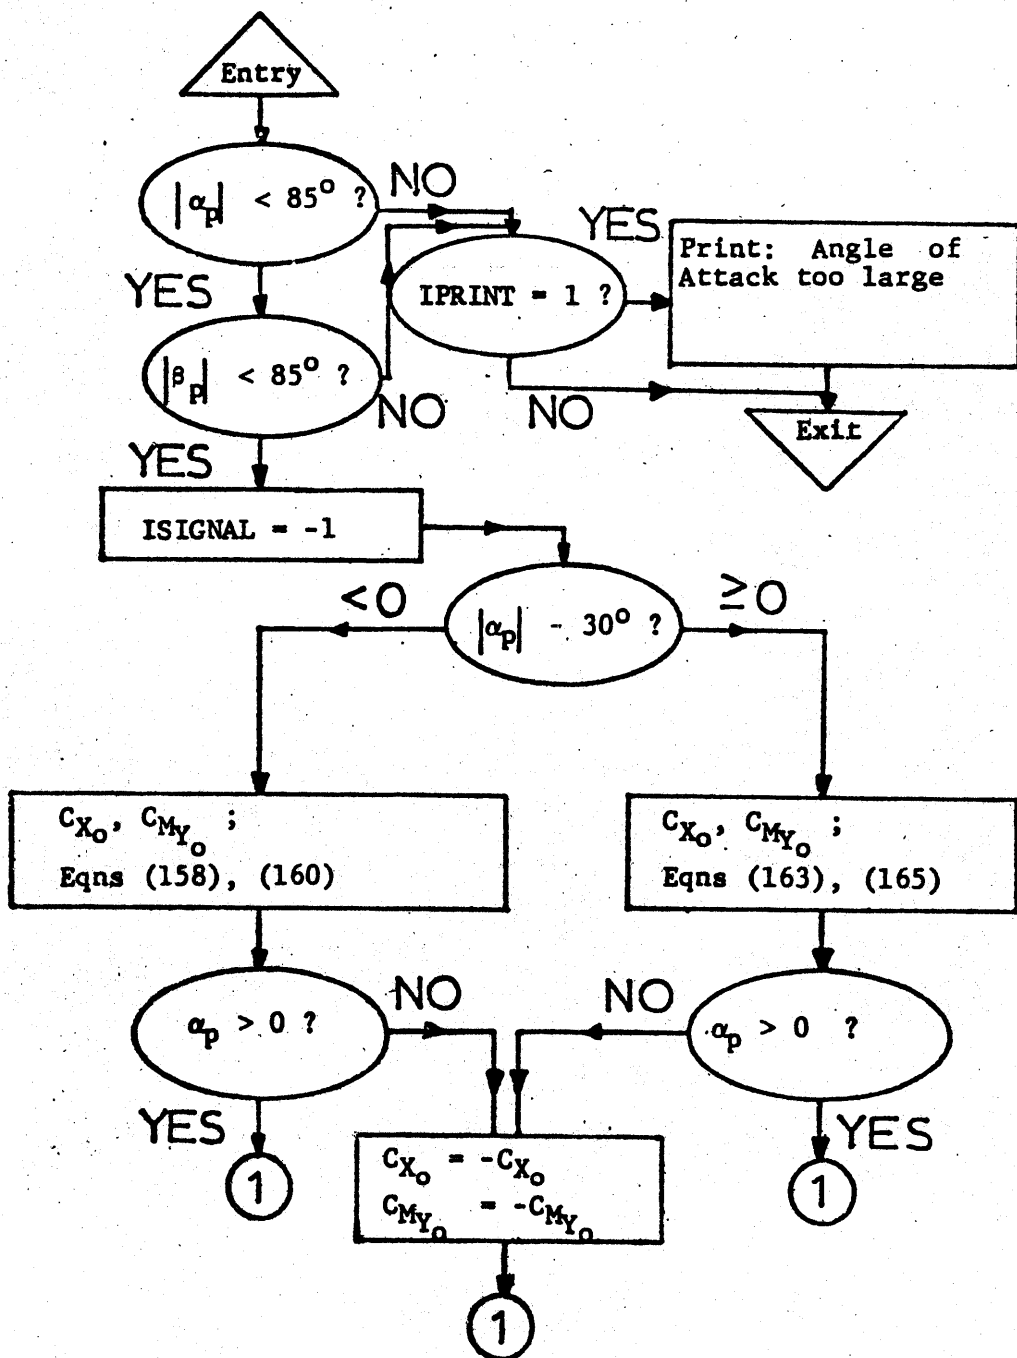 Entry
|αp| < 85° ?
NO
YES
IPRINT = 1 ?
YES
Print: Angle of
Attack too large
|βp| < 85° ?
NO
NO
Exit
YES
ISIGNAL = -1
<0
|αp| - 30° ?
≥0
CXo, CMYo ;
Eqns (158), (160)
CXo, CMYo ;
Eqns (163), (165)
αp > 0 ?
NO
NO
αp > 0 ?
YES
YES
1
CXo = -CXo
CMYo = -CMYo
1
1